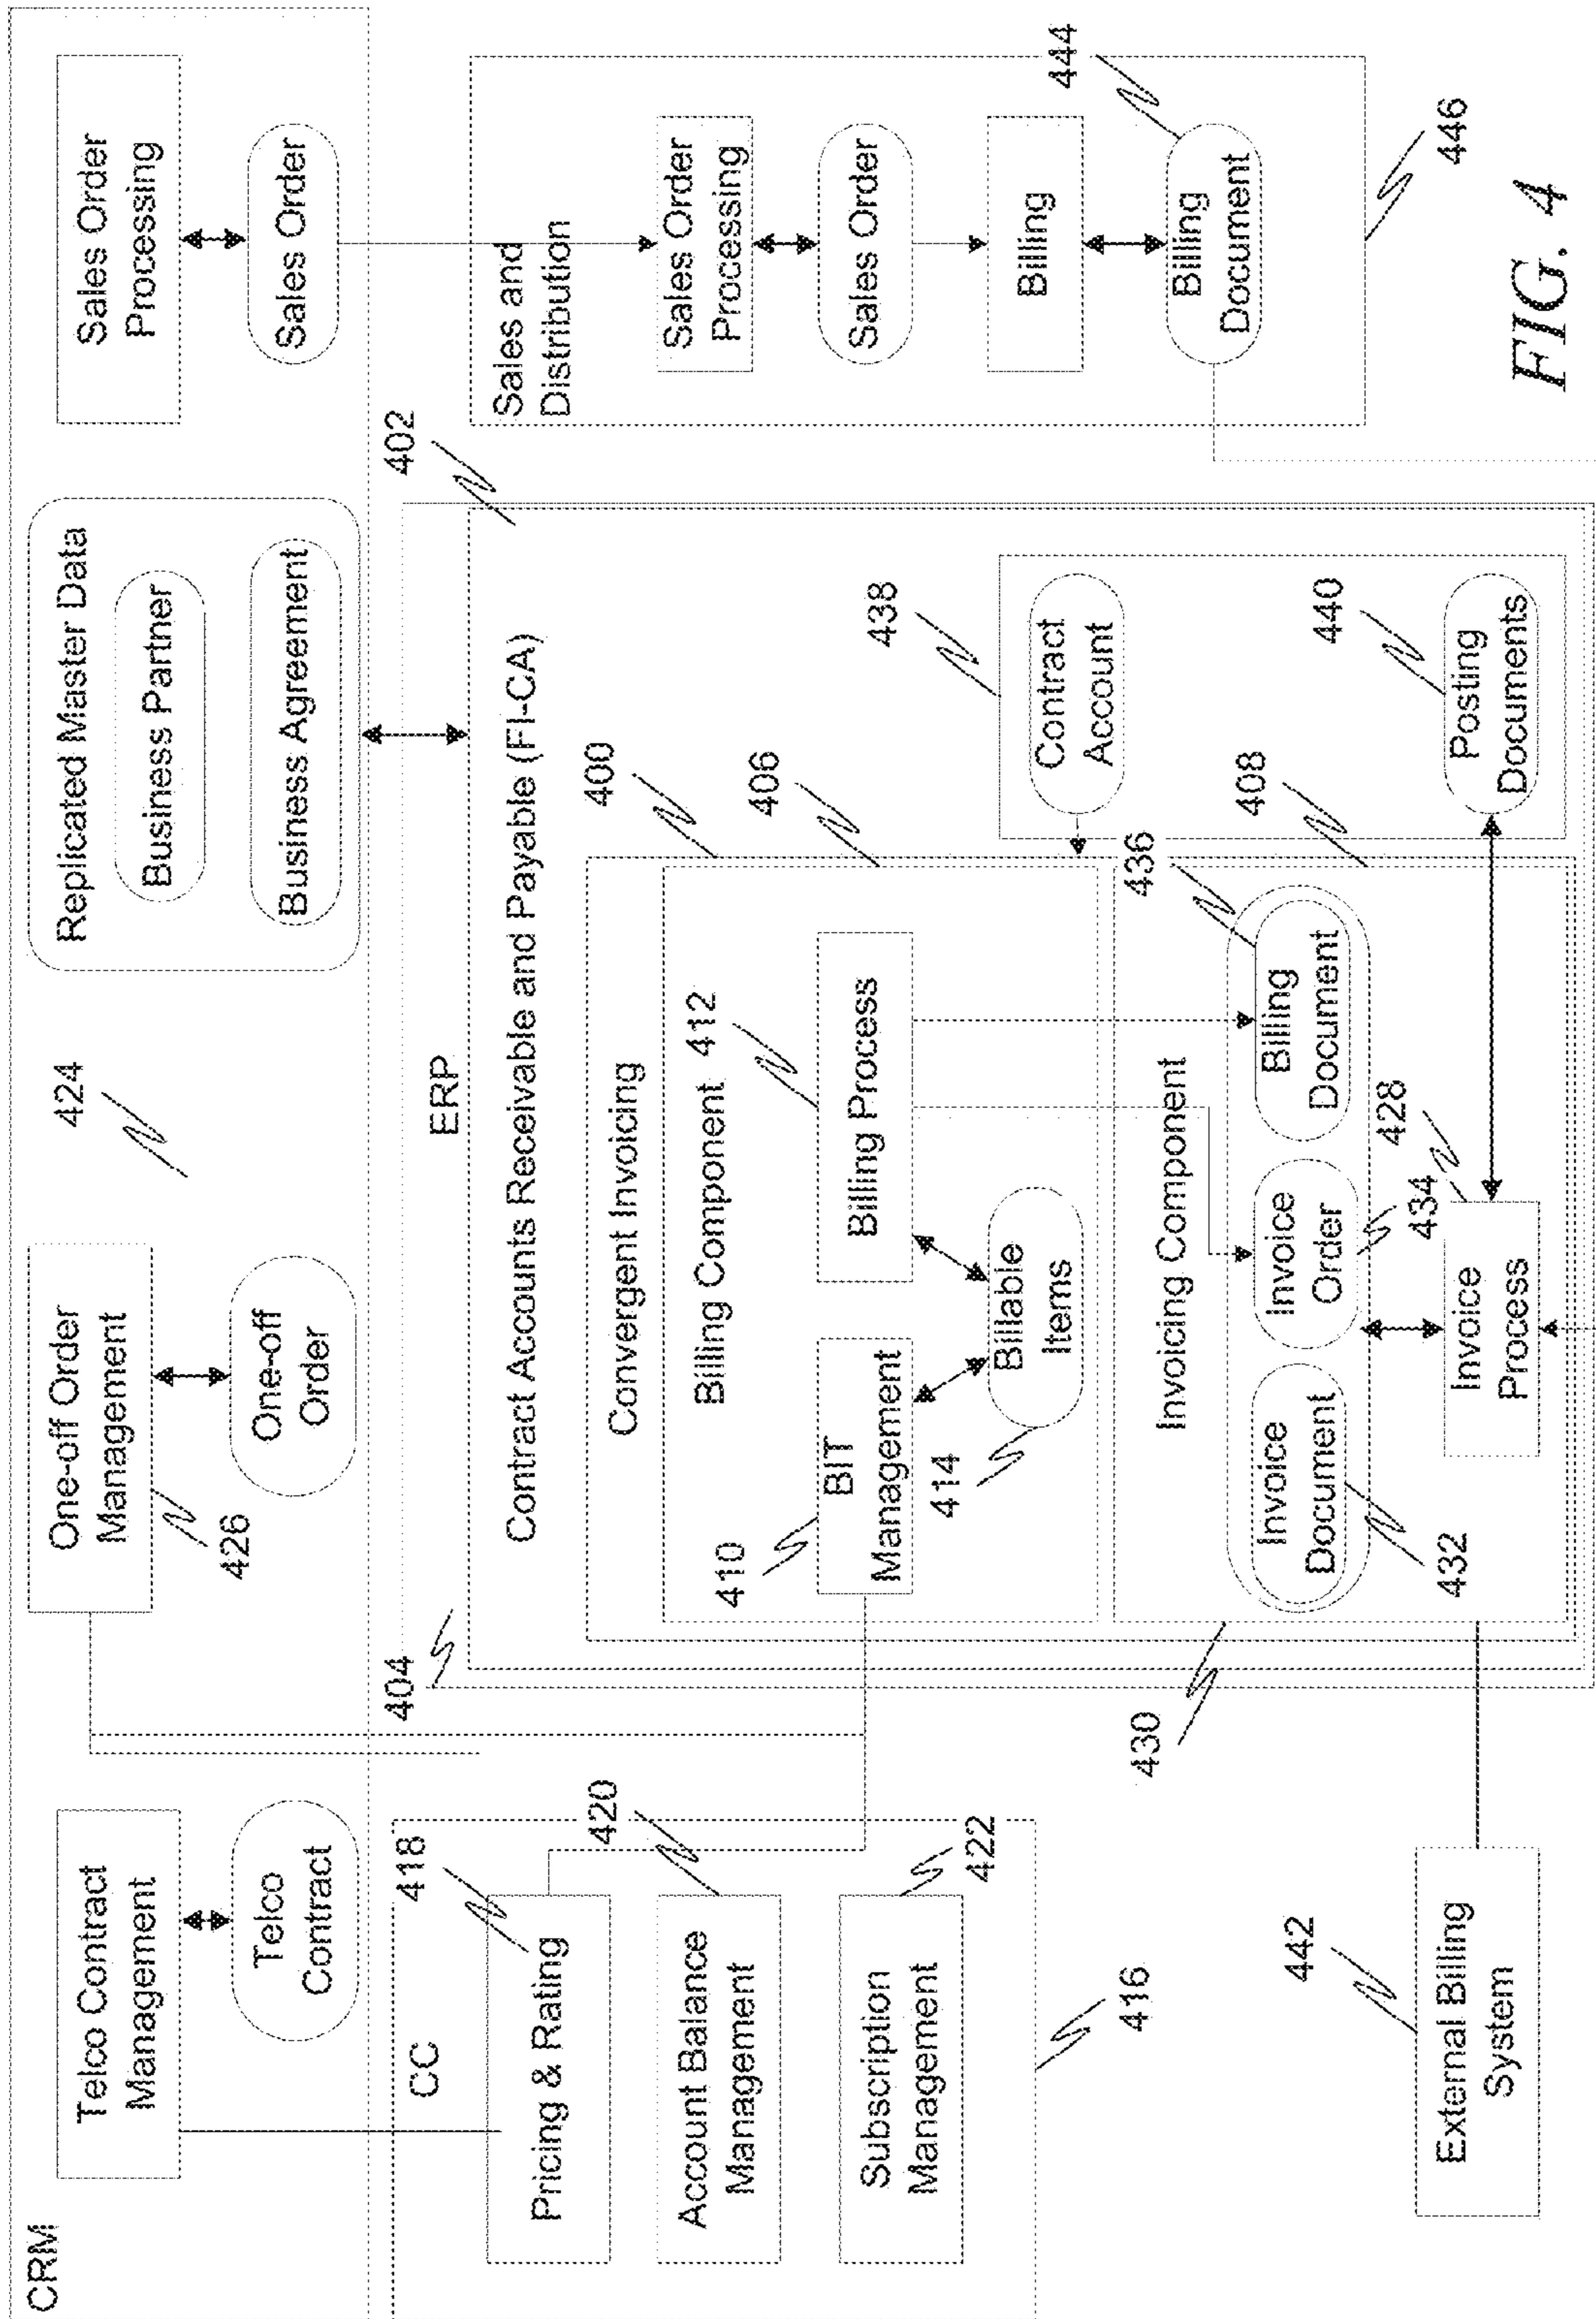 CRM
Telco Contract
Management
Telco
Contract
One-off Order
Management
426
One-off
Order
424
Replicated Master Data
Business Partner
Business Agreement
Sales Order
Processing
Sales Order
CC
418
Pricing & Rating
420
Account Balance
Management
422
Subscription
Management
416
442
External Billing
System
404
ERP
402
Contract Accounts Receivable and Payable (FI-CA)
400
Convergent Invoicing
406
Billing Component
412
410
BIT
Management
Billing Process
414
Billable
Items
438
Contract
Account
430
Invoicing Component
436
408
Invoice
Document
Invoice
Order
Billing
Document
432
434
428
Invoice
Process
440
Posting
Documents
Sales and
Distribution
Sales Order
Processing
Sales Order
Billing
444
Billing
Document
446
FIG. 4